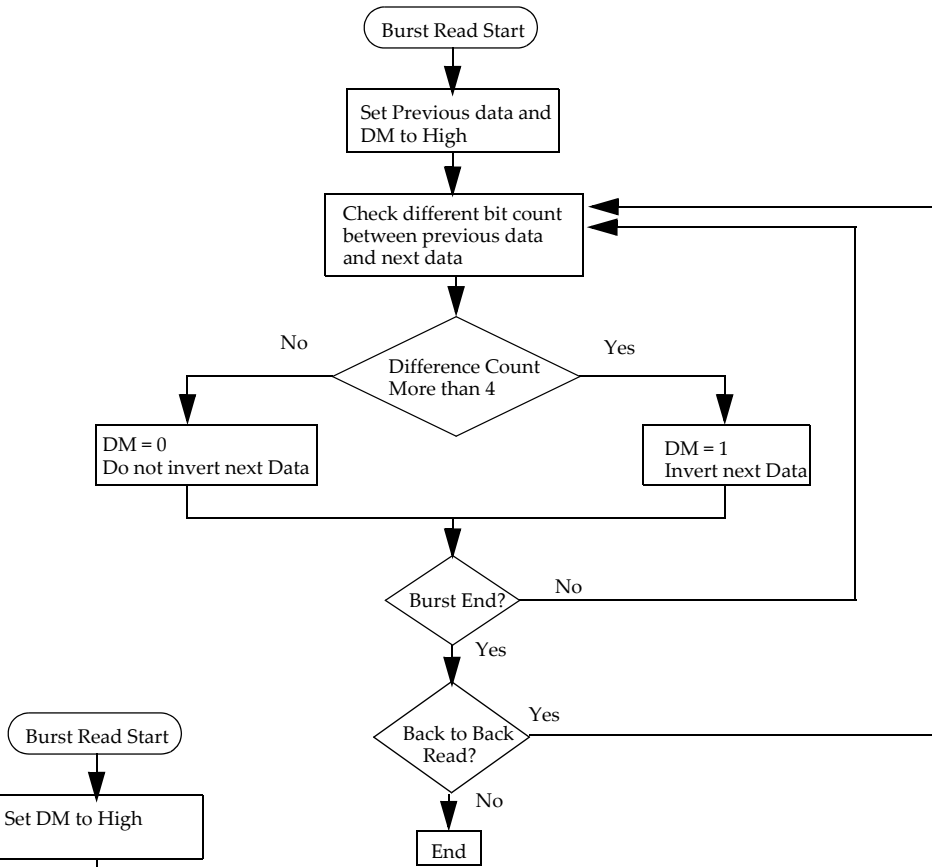 Burst Read Start
Set Previous data and
DM to High
Check different bit count
between previous data
and next data
No
Yes
Difference Count
More than 4
DM = 0
Do not invert next Data
DM = 1
Invert next Data
Burst End?
No
Yes
Back to Back
Read?
Yes
No
End
Burst Read Start
Set DM to High